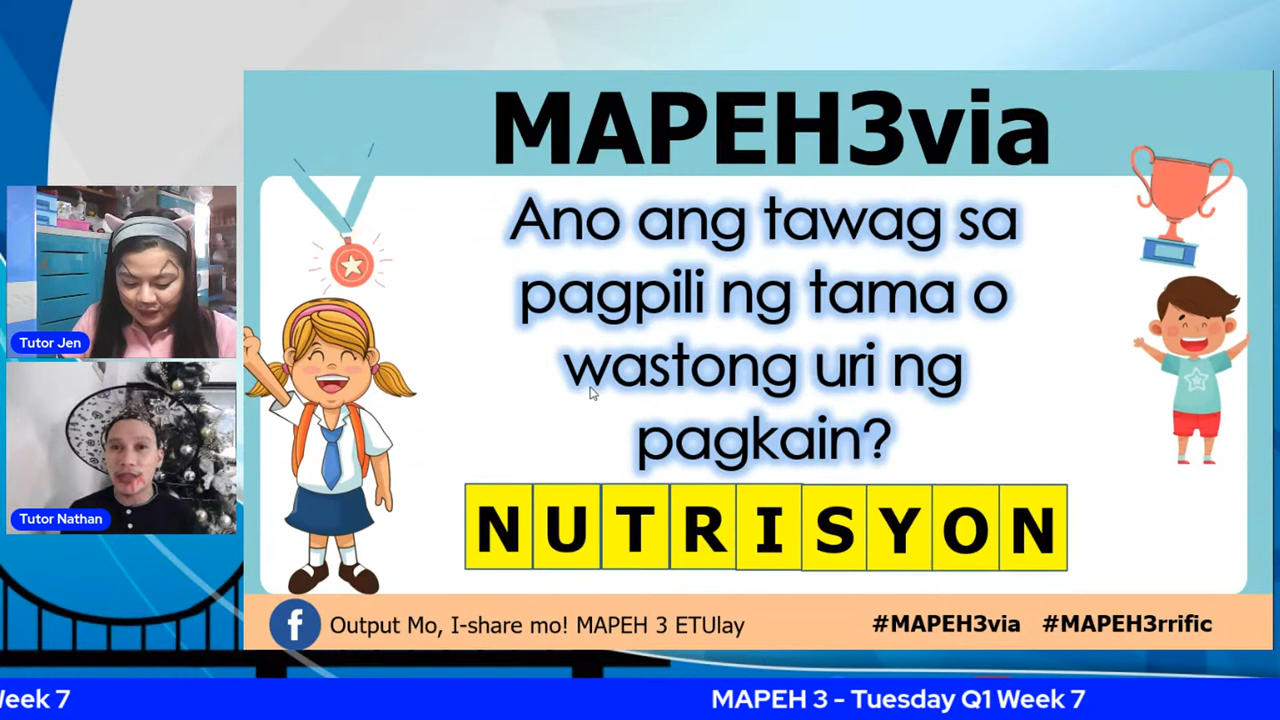 MAPEH3via
Ano ang tawag sa
pagpili ng tama o
wastong uri ng
pagkain?
NUTRISYON
Tutor Jen
Tutor Nathan
f Output Mo, I-share mo! MAPEH 3 ETUlay #MAPEH3via #MAPEH3rrific
Week 7 MAPEH 3 - Tuesday Q1 Week 7